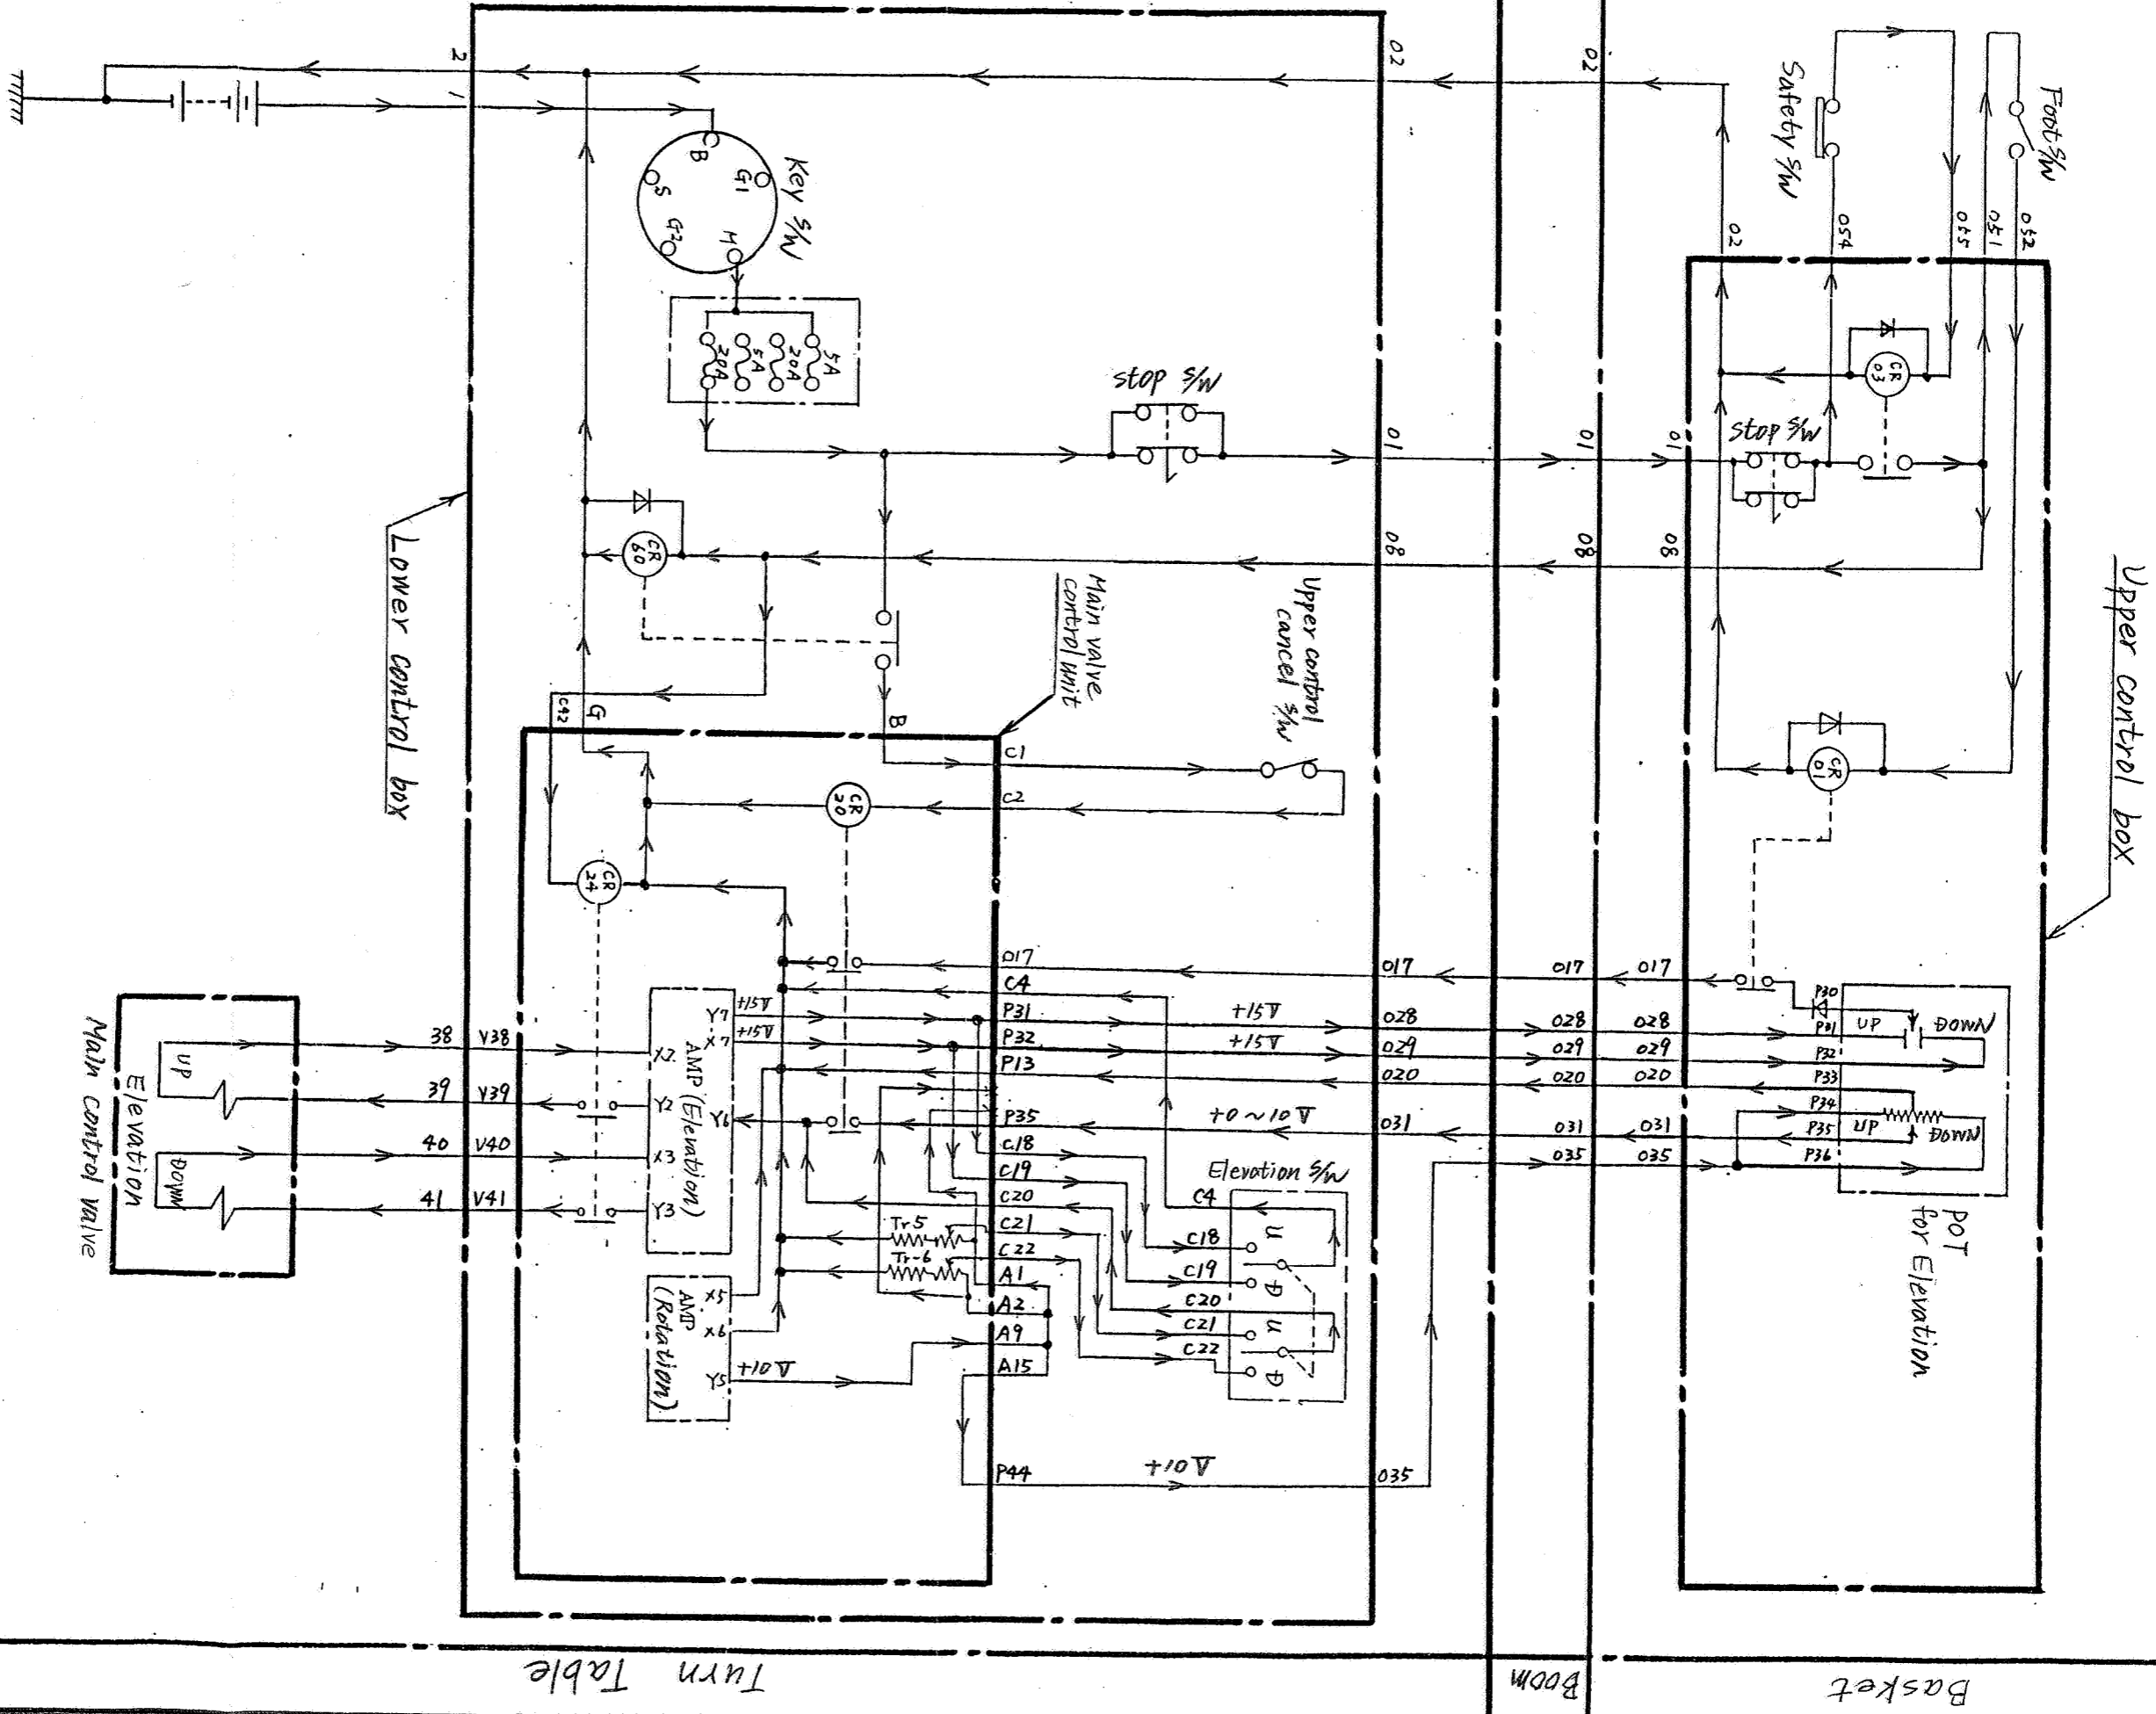 2
1
02
02
Safety S/W
Foot S/W
B
G1
S
G2
M
Key S/W
02
054
055
051
052
5A
20A
5A
20A
stop S/W
CR
03
stop S/W
01
01
01
CR
60
08
08
08
Lower control box
Main valve
control unit
Upper control
cancel S/W
Upper control box
C42
G
B
C1
C2
CR
20
CR
24
CR
01
017
017
017
017
C4
P30
Y7
+15V
P31
+15V
028
028
028
P31
UP
DOWN
X7
+15V
P32
+15V
029
029
029
P32
38
V38
X2
P13
020
020
020
P33
39
V39
Y2
Y6
P35
+0~10V
031
031
031
P34
P35
UP
DOWN
40
V40
X3
C18
035
035
P36
41
V41
Y3
C19
AMP (Elevation)
UP
DOWN
Elevation
Main control valve
C20
Tr5
C21
Tr-6
C22
A1
A2
A9
A15
Elevation S/W
C4
C18
U
C19
D
C20
C21
U
C22
D
POT
for Elevation
X5
X6
Y5
AMP
(Rotation)
+10V
P44
+10V
035
Turn Table
Boom
Basket